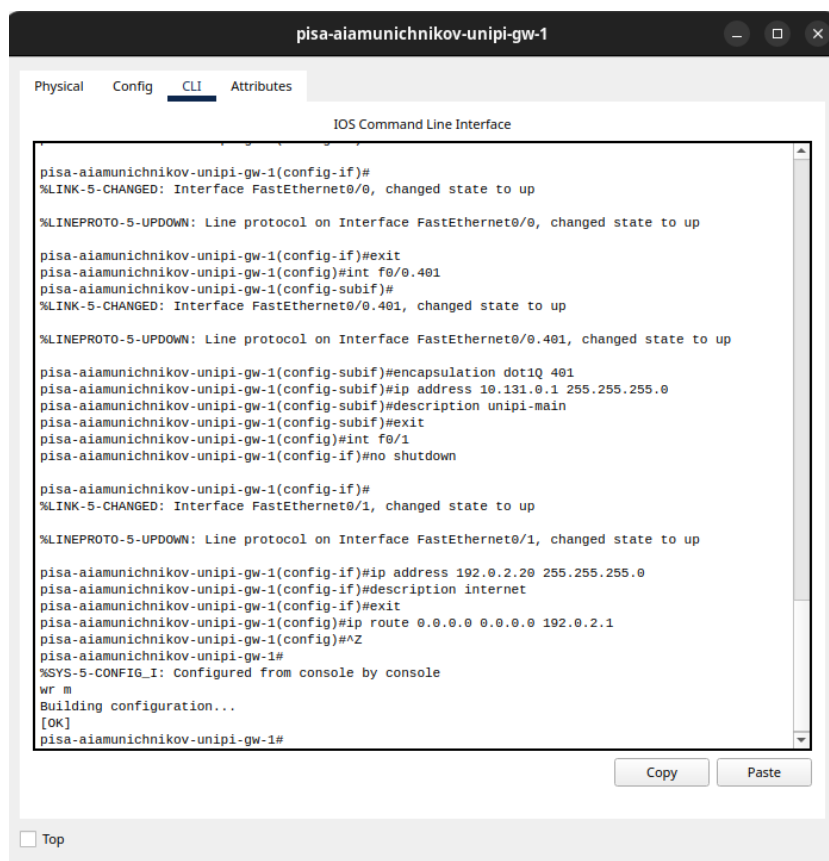 pisa-aiamunichnikov-unipi-gw-1
Physical Config CLI Attributes
IOS Command Line Interface
pisa-aiamunichnikov-unipi-gw-1(config-if)#
%LINK-5-CHANGED: Interface FastEthernet0/0, changed state to up
%LINEPROTO-5-UPDOWN: Line protocol on Interface FastEthernet0/0, changed state to up
pisa-aiamunichnikov-unipi-gw-1(config-if)#exit
pisa-aiamunichnikov-unipi-gw-1(config)#int f0/0.401
pisa-aiamunichnikov-unipi-gw-1(config-subif)#
%LINK-5-CHANGED: Interface FastEthernet0/0.401, changed state to up
%LINEPROTO-5-UPDOWN: Line protocol on Interface FastEthernet0/0.401, changed state to up
pisa-aiamunichnikov-unipi-gw-1(config-subif)#encapsulation dot1Q 401
pisa-aiamunichnikov-unipi-gw-1(config-subif)#ip address 10.131.0.1 255.255.255.0
pisa-aiamunichnikov-unipi-gw-1(config-subif)#description unipi-main
pisa-aiamunichnikov-unipi-gw-1(config-subif)#exit
pisa-aiamunichnikov-unipi-gw-1(config)#int f0/1
pisa-aiamunichnikov-unipi-gw-1(config-if)#no shutdown
pisa-aiamunichnikov-unipi-gw-1(config-if)#
%LINK-5-CHANGED: Interface FastEthernet0/1, changed state to up
%LINEPROTO-5-UPDOWN: Line protocol on Interface FastEthernet0/1, changed state to up
pisa-aiamunichnikov-unipi-gw-1(config-if)#ip address 192.0.2.20 255.255.255.0
pisa-aiamunichnikov-unipi-gw-1(config-if)#description internet
pisa-aiamunichnikov-unipi-gw-1(config-if)#exit
pisa-aiamunichnikov-unipi-gw-1(config)#ip route 0.0.0.0 0.0.0.0 192.0.2.1
pisa-aiamunichnikov-unipi-gw-1(config)#^Z
pisa-aiamunichnikov-unipi-gw-1#
%SYS-5-CONFIG_I: Configured from console by console
wr m
Building configuration...
[OK]
pisa-aiamunichnikov-unipi-gw-1#
Copy Paste
Top